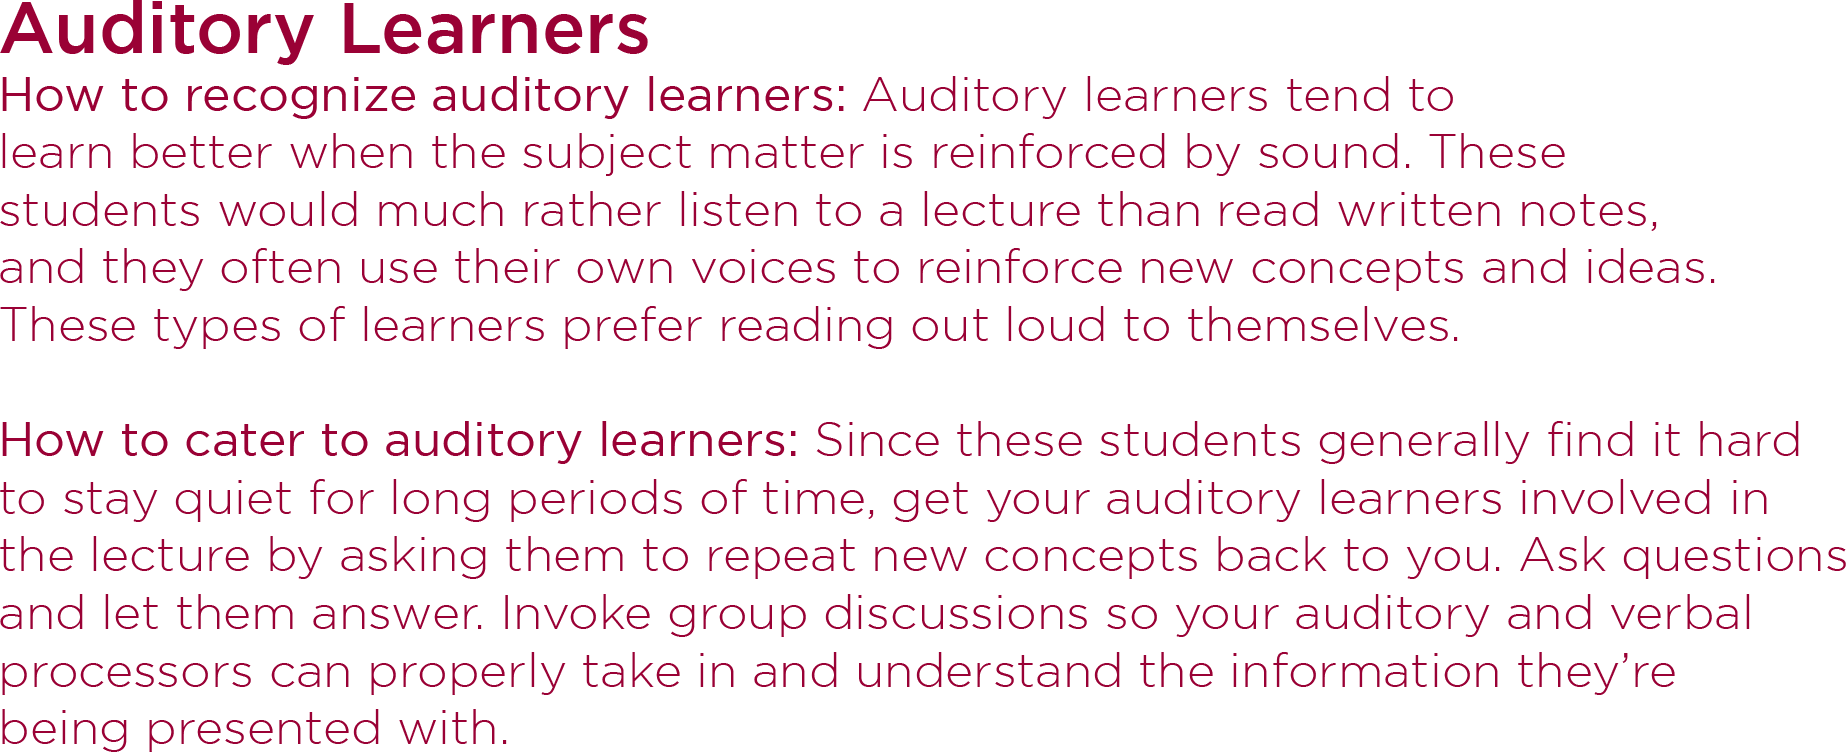 Auditory Learners
How to recognize auditory learners: Auditory learners tend to
learn better when the subject matter is reinforced by sound. These
students would much rather listen to a lecture than read written notes,
and they often use their own voices to reinforce new concepts and ideas.
These types of learners prefer reading out loud to themselves.
How to cater to auditory learners: Since these students generally find it hard
to stay quiet for long periods of time, get your auditory learners involved in
the lecture by asking them to repeat new concepts back to you. Ask questions
and let them answer. Invoke group discussions so your auditory and verbal
processors can properly take in and understand the information they’re
being presented with.